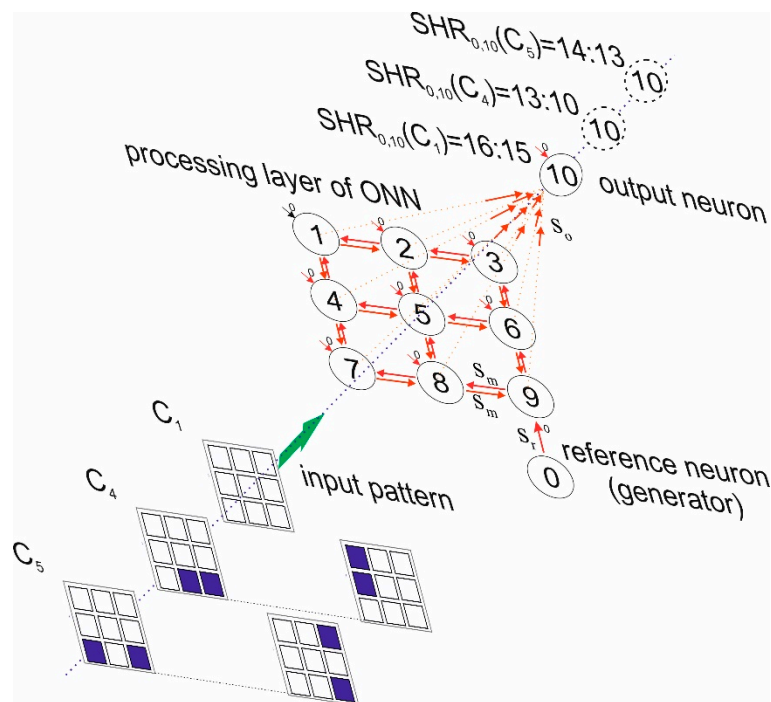 SHR0,10(C5)=14:13
10
SHR0,10(C4)=13:10
10
SHR0,10(C1)=16:15
0
10
output neuron
processing layer of ONN
So
0
1
0
2
0
3
0
4
0
5
0
6
0
7
0
8
Sm
Sm
9
Sr
0
0
reference neuron
(generator)
C1
input pattern
C4
C5